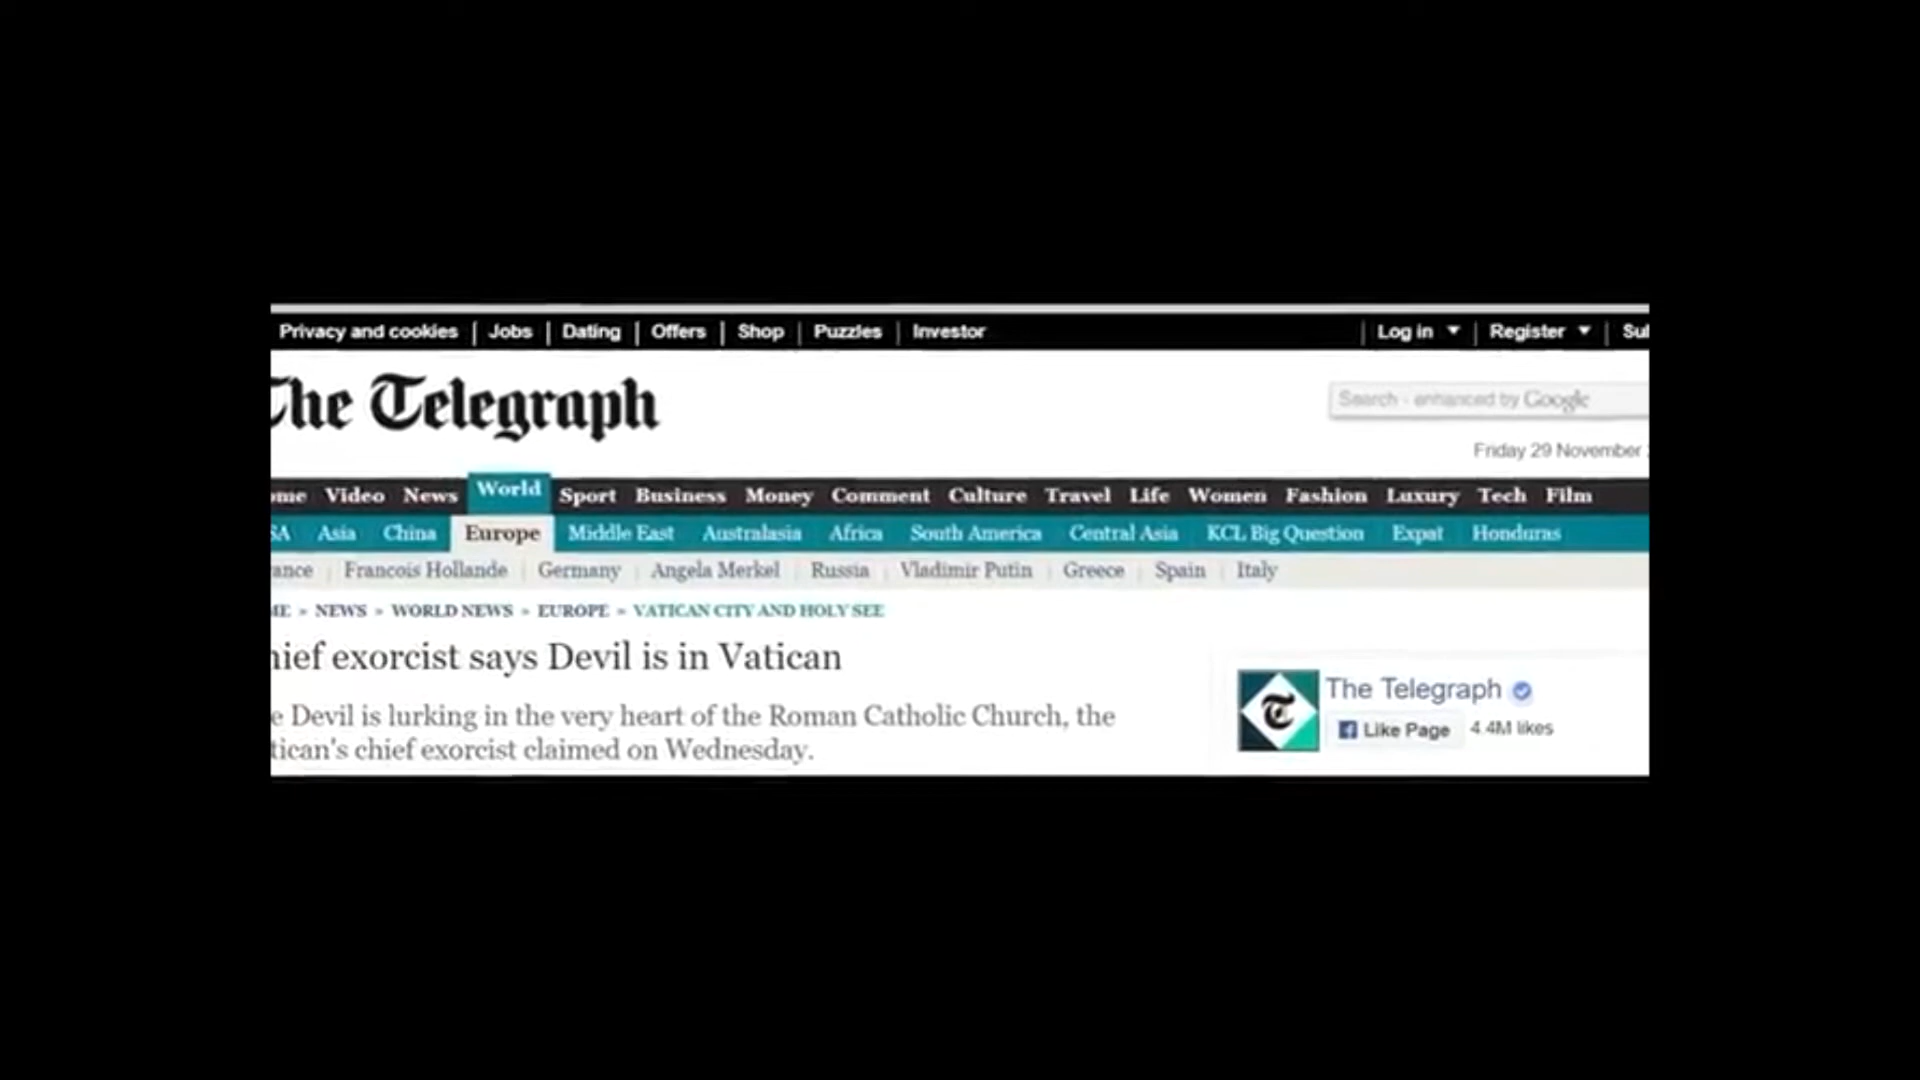 Privacy and cookies | Jobs | Dating | Offers | Shop | Puzzles | Investor | Log in | Register |
The Telegraph
Search - enhanced by Google
Friday 29 November
Video News World Sport Business Money Comment Culture Travel Life Women Fashion Luxury Tech Film
Asia China Europe Middle East Australasia Africa South America Central Asia KCL Big Question Expat Honduras
Francois Hollande Germany Angela Merkel Russia Vladimir Putin Greece Spain Italy
» NEWS » WORLD NEWS » EUROPE » VATICAN CITY AND HOLY SEE
exorcist says Devil is in Vatican
Devil is lurking in the very heart of the Roman Catholic Church, the
tican's chief exorcist claimed on Wednesday.
The Telegraph
Like Page 4.4M likes